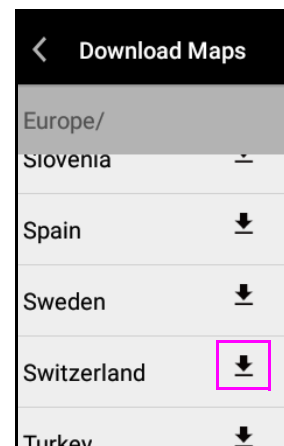 Download Maps
Europe/
Slovenia
Spain
Sweden
Switzerland
Turkey